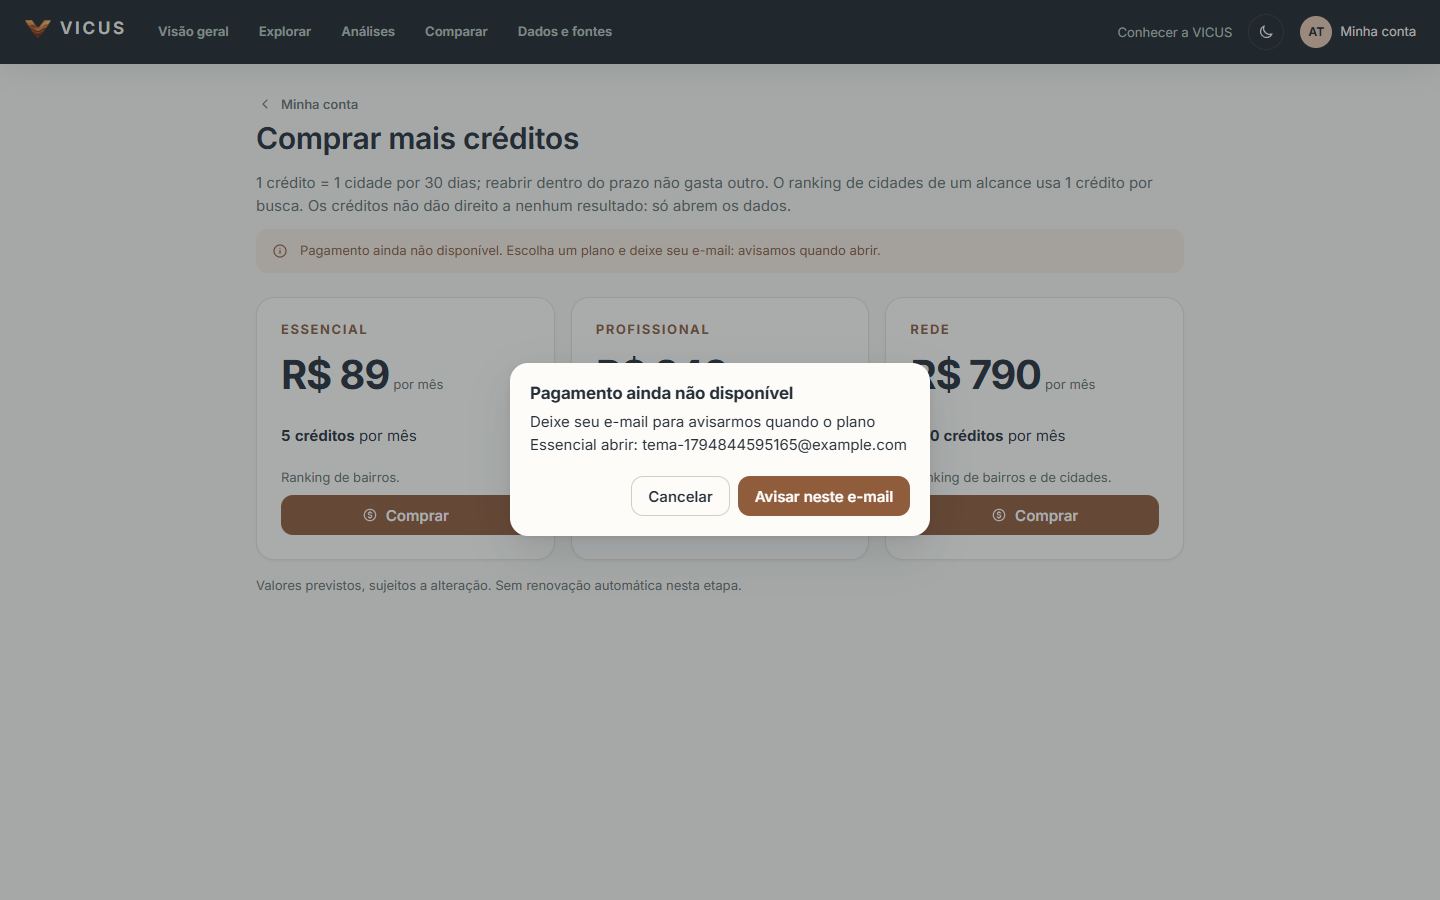 VICUS
Visão geral
Explorar
Análises
Comparar
Dados e fontes
Conhecer a VICUS
AT
Minha conta
Minha conta
Comprar mais créditos
1 crédito = 1 cidade por 30 dias; reabrir dentro do prazo não gasta outro. O ranking de cidades de um alcance usa 1 crédito por
busca. Os créditos não dão direito a nenhum resultado: só abrem os dados.
Pagamento ainda não disponível. Escolha um plano e deixe seu e-mail: avisamos quando abrir.
ESSENCIAL
R$ 89 por mês
5 créditos por mês
Ranking de bairros.
Comprar
PROFISSIONAL
REDE
R$ 790 por mês
créditos por mês
de bairros e de cidades.
Comprar
Pagamento ainda não disponível
Deixe seu e-mail para avisarmos quando o plano
Essencial abrir: tema-1794844595165@example.com
Cancelar
Avisar neste e-mail
Valores previstos, sujeitos a alteração. Sem renovação automática nesta etapa.